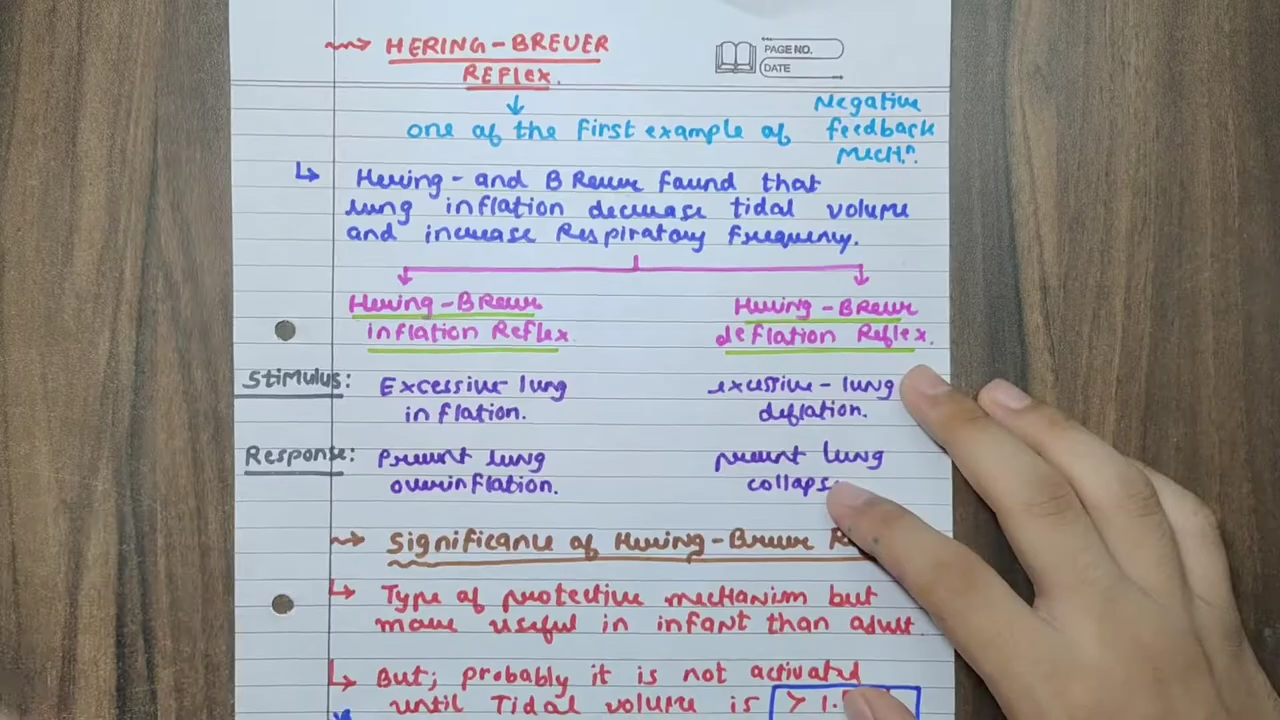 HERING-BREUER
REFLEX.
PAGE NO.
DATE
one of the first example of Negative
feedback
Mech.n.
Hering-and BReuer found that
lung inflation decrease tidal volume
and increase Respiratory frequency.
Hering-BReuer
inflation Reflex
Hering-Breuer
deflation Reflex.
Stimulus: Excessive lung
inflation.
excessive-lung
deflation.
Response: Prevent lung
overinflation.
prevent lung
collaps
Significance of Hering-Breuer R
Type of protective mechanism but
more useful in infant than adult
But; probably it is not activated
until Tidal volume is > 1.